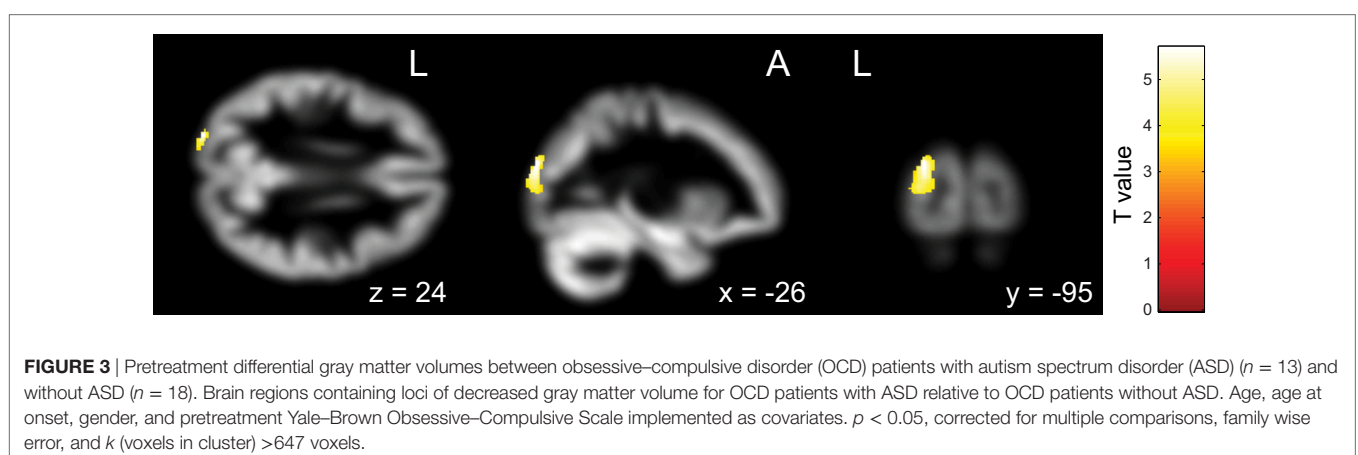 L
A
L
z = 24
x = -26
y = -95
5
4
3
2
1
0
T value
FIGURE 3 | Pretreatment differential gray matter volumes between obsessive–compulsive disorder (OCD) patients with autism spectrum disorder (ASD) (n = 13) and
without ASD (n = 18). Brain regions containing loci of decreased gray matter volume for OCD patients with ASD relative to OCD patients without ASD. Age, age at
onset, gender, and pretreatment Yale–Brown Obsessive–Compulsive Scale implemented as covariates. p < 0.05, corrected for multiple comparisons, family wise
error, and k (voxels in cluster) >647 voxels.